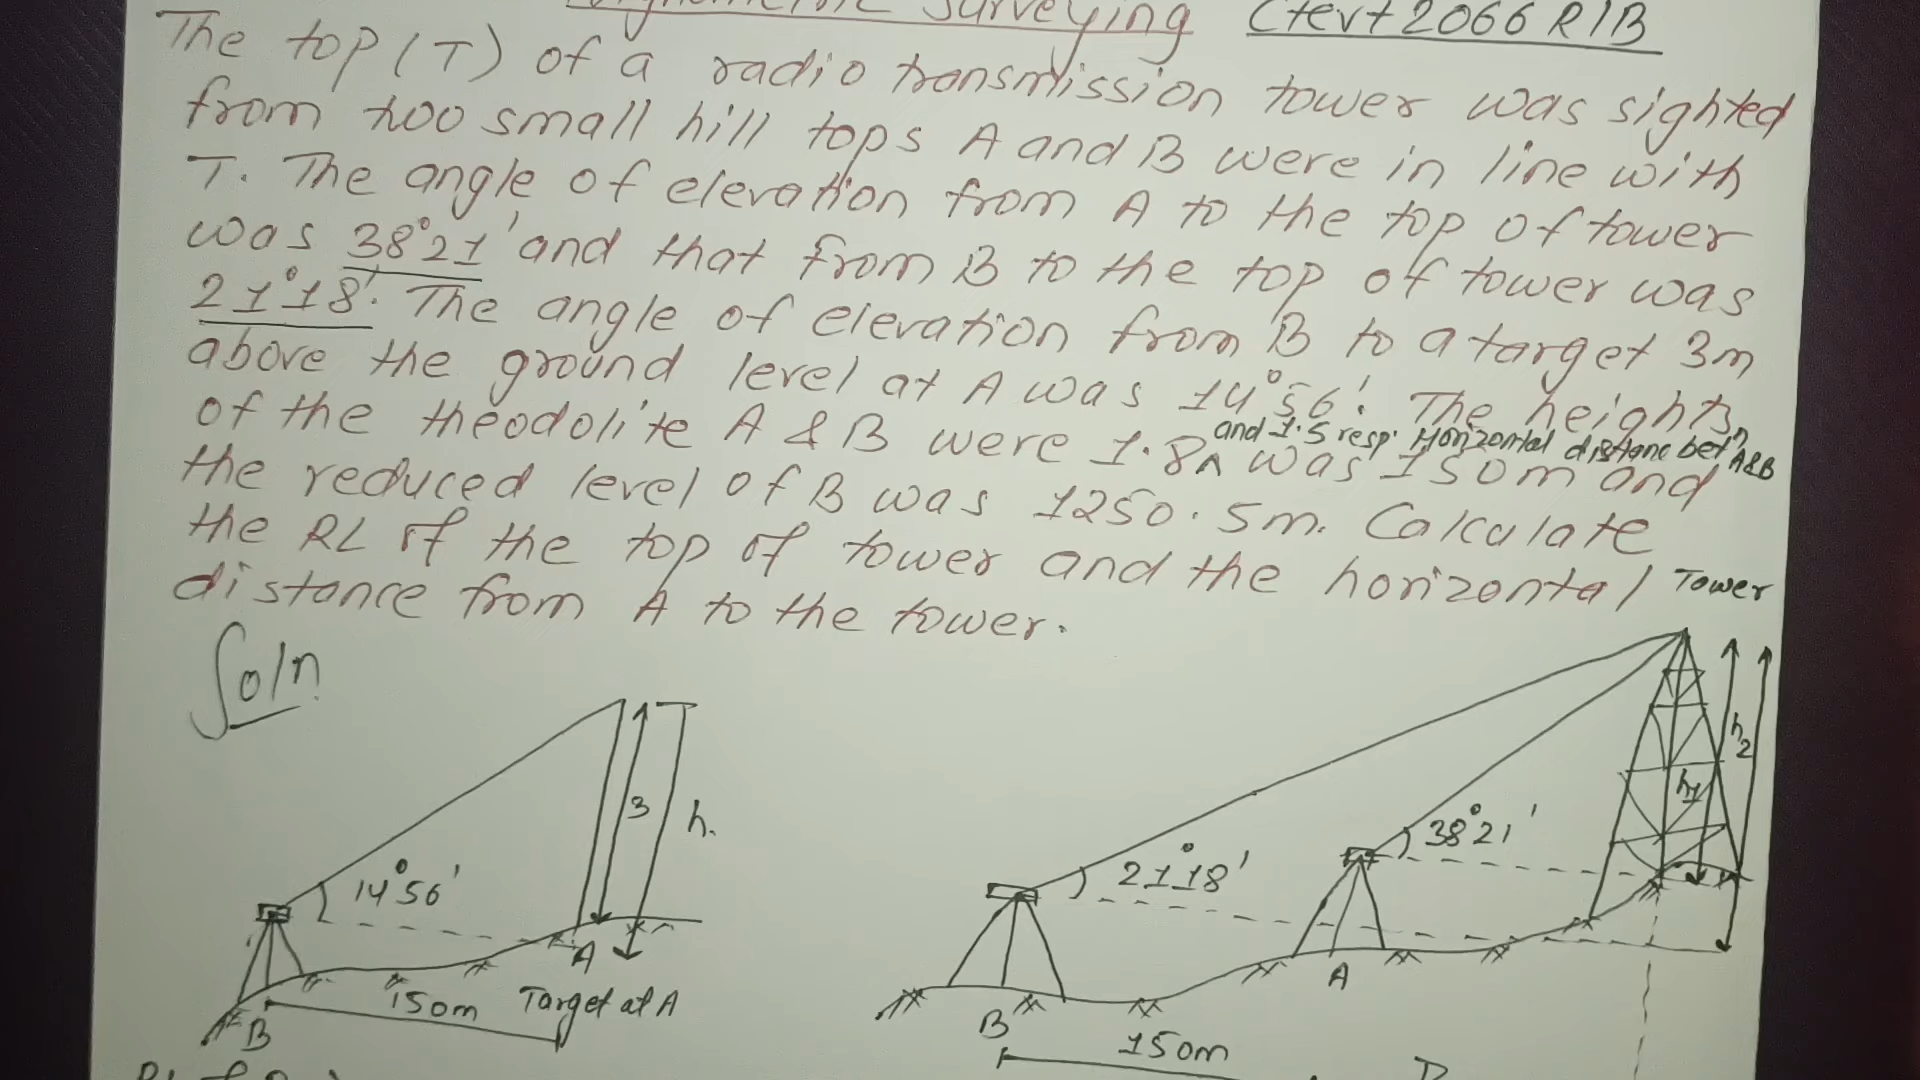 Surveying Ctevt 2066 R/B
The top (T) of a radio transmission tower was sighted
from two small hill tops A and B were in line with
T. The angle of elevation from A to the top of tower
was 38°21' and that from B to the top of tower was
21°18'. The angle of elevation from B to a target 3m
above the ground level at A was 14°56'. The heights
of the theodolite A & B were 1.8 ^ was 150m and
and 1.5 resp. Horizontal distance betn A&B
the reduced level of B was 1250.5m. Calculate
the RL of the top of tower and the horizontal
distance from A to the tower.
Tower
Soln
h2
3
h.
h1
38°21'
14°56'
21°18'
A
A
150m
Target at A
B
B
150m
D